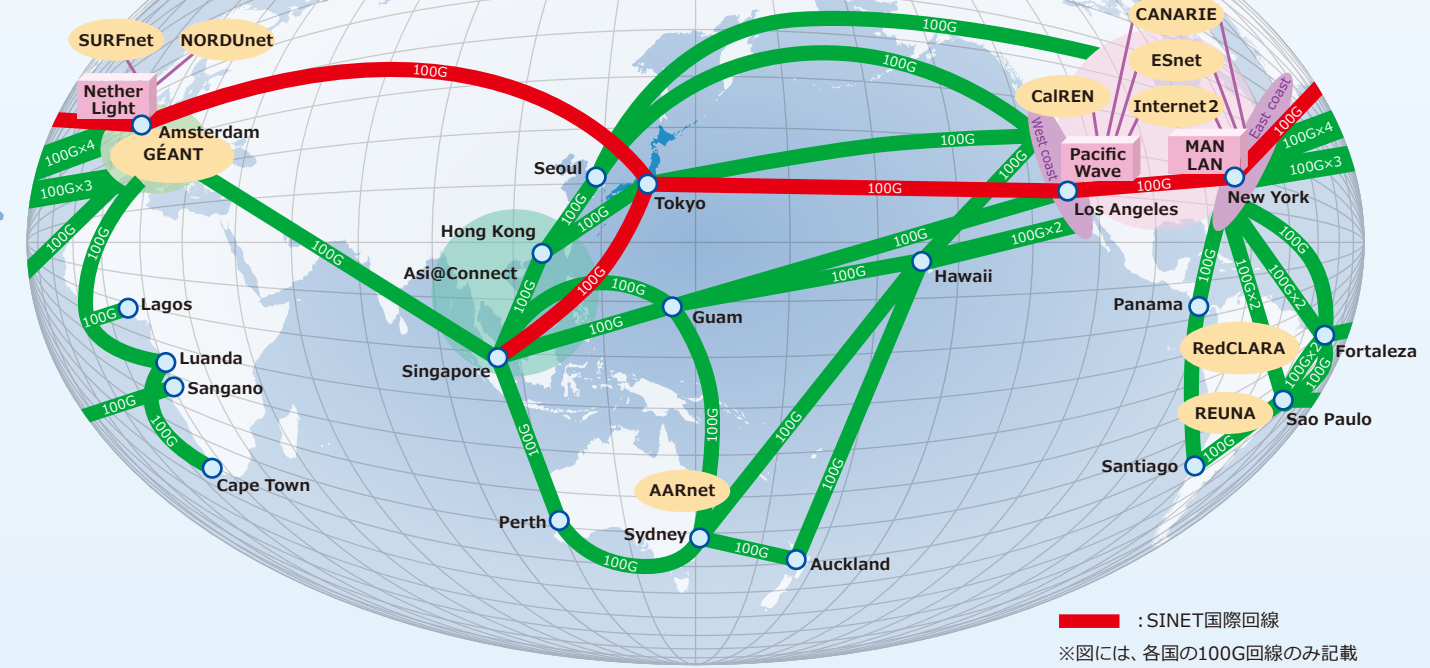 SURFnet
NORDUnet
Nether
Light
Amsterdam
GÉANT
100G×4
100G×3
100G
100G
100G
100G
Lagos
100G
Luanda
Sangano
100G
100G
Cape Town
100G
100G
CANARIE
ESnet
CalREN
Internet2
West coast
East coast
Pacific
Wave
MAN
LAN
100G
100G×4
100G×3
Seoul
Tokyo
100G
100G
100G
Los Angeles
New York
100G
100G
100G
Hong Kong
Asi@Connect
100G
100G
100G
100G
Singapore
Guam
100G
100G
100G×2
Hawaii
100G
100G
100G
100G
Perth
100G
AARnet
Sydney
100G
Auckland
100G
100G×2
100G×2
100G
Panama
RedCLARA
Fortaleza
100G×2
100G
REUNA
Sao Paulo
100G
Santiago
:SINET国際回線
※図には、各国の100G回線のみ記載